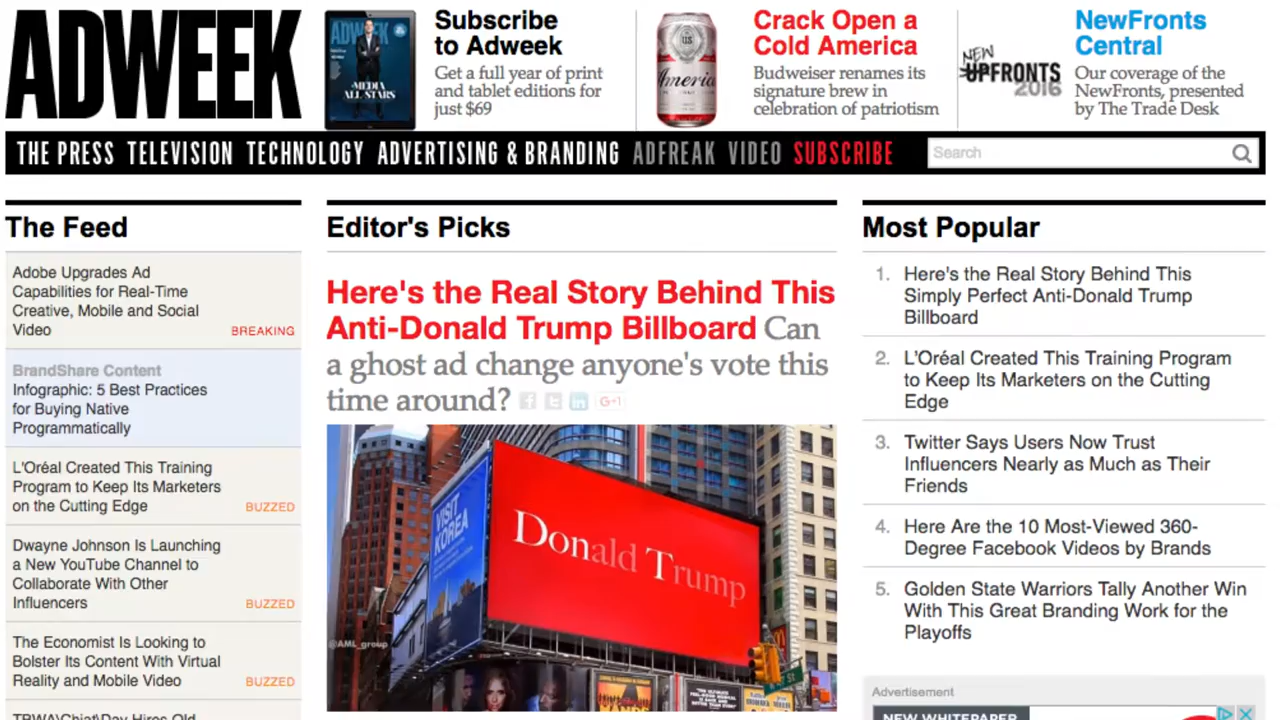 ADWEEK
ADWEEK
MEDIA
ALL STARS
Subscribe
to Adweek
Get a full year of print
and tablet editions for
just $69
US
America
Crack Open a
Cold America
Budweiser renames its
signature brew in
celebration of patriotism
NEW
UPFRONTS
2016
NewFronts
Central
Our coverage of the
NewFronts, presented
by The Trade Desk
THE PRESS TELEVISION TECHNOLOGY ADVERTISING & BRANDING ADFREAK VIDEO SUBSCRIBE
Search
The Feed
Adobe Upgrades Ad
Capabilities for Real-Time
Creative, Mobile and Social
Video
BREAKING
BrandShare Content
Infographic: 5 Best Practices
for Buying Native
Programmatically
L'Oréal Created This Training
Program to Keep Its Marketers
on the Cutting Edge
BUZZED
Dwayne Johnson Is Launching
a New YouTube Channel to
Collaborate With Other
Influencers
BUZZED
The Economist Is Looking to
Bolster Its Content With Virtual
Reality and Mobile Video
BUZZED
TBWA\Chiat\Day Hires Old
Editor's Picks
Here's the Real Story Behind This
Anti-Donald Trump Billboard Can
a ghost ad change anyone's vote this
time around? f t in G+1
VISIT
KOREA
Donald Trump
@AML_group
Most Popular
1. Here's the Real Story Behind This
Simply Perfect Anti-Donald Trump
Billboard
2. L'Oréal Created This Training Program
to Keep Its Marketers on the Cutting
Edge
3. Twitter Says Users Now Trust
Influencers Nearly as Much as Their
Friends
4. Here Are the 10 Most-Viewed 360-
Degree Facebook Videos by Brands
5. Golden State Warriors Tally Another Win
With This Great Branding Work for the
Playoffs
Advertisement
NEW WHITEPAPER